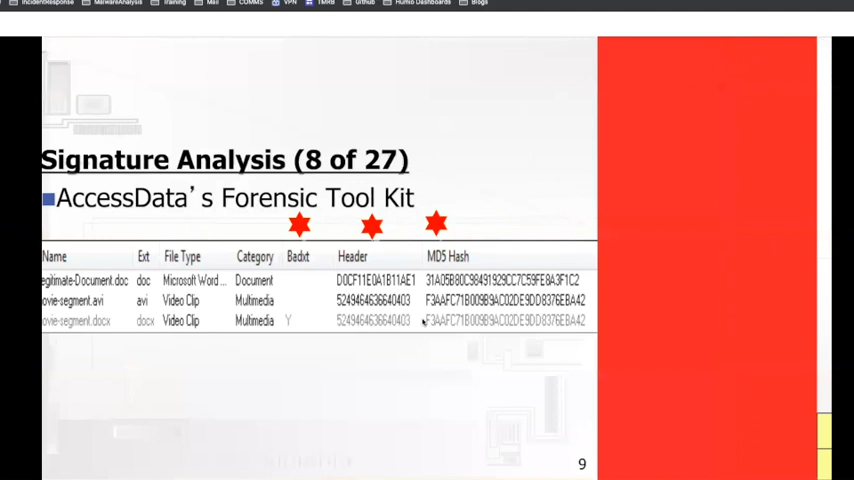 IncidentResponse MalwareAnalysis Training Mail COMMS VPN TMRB Github Humio Dashboards Blogs
Signature Analysis (8 of 27)
AccessData's Forensic Tool Kit
Name Ext File Type Category Badxt Header MD5 Hash
egitimate-Document.doc doc Microsoft Word... Document D0CF11E0A1B11AE1 31A05B80C98491929CC7C59FE8A3F1C2
ovie-segment.avi avi Video Clip Multimedia 5249464636640403 F3AAFC71B009B9AC02DE9DD8376EBA42
ovie-segment.docx docx Video Clip Multimedia Y 5249464636640403 F3AAFC71B009B9AC02DE9DD8376EBA42
9